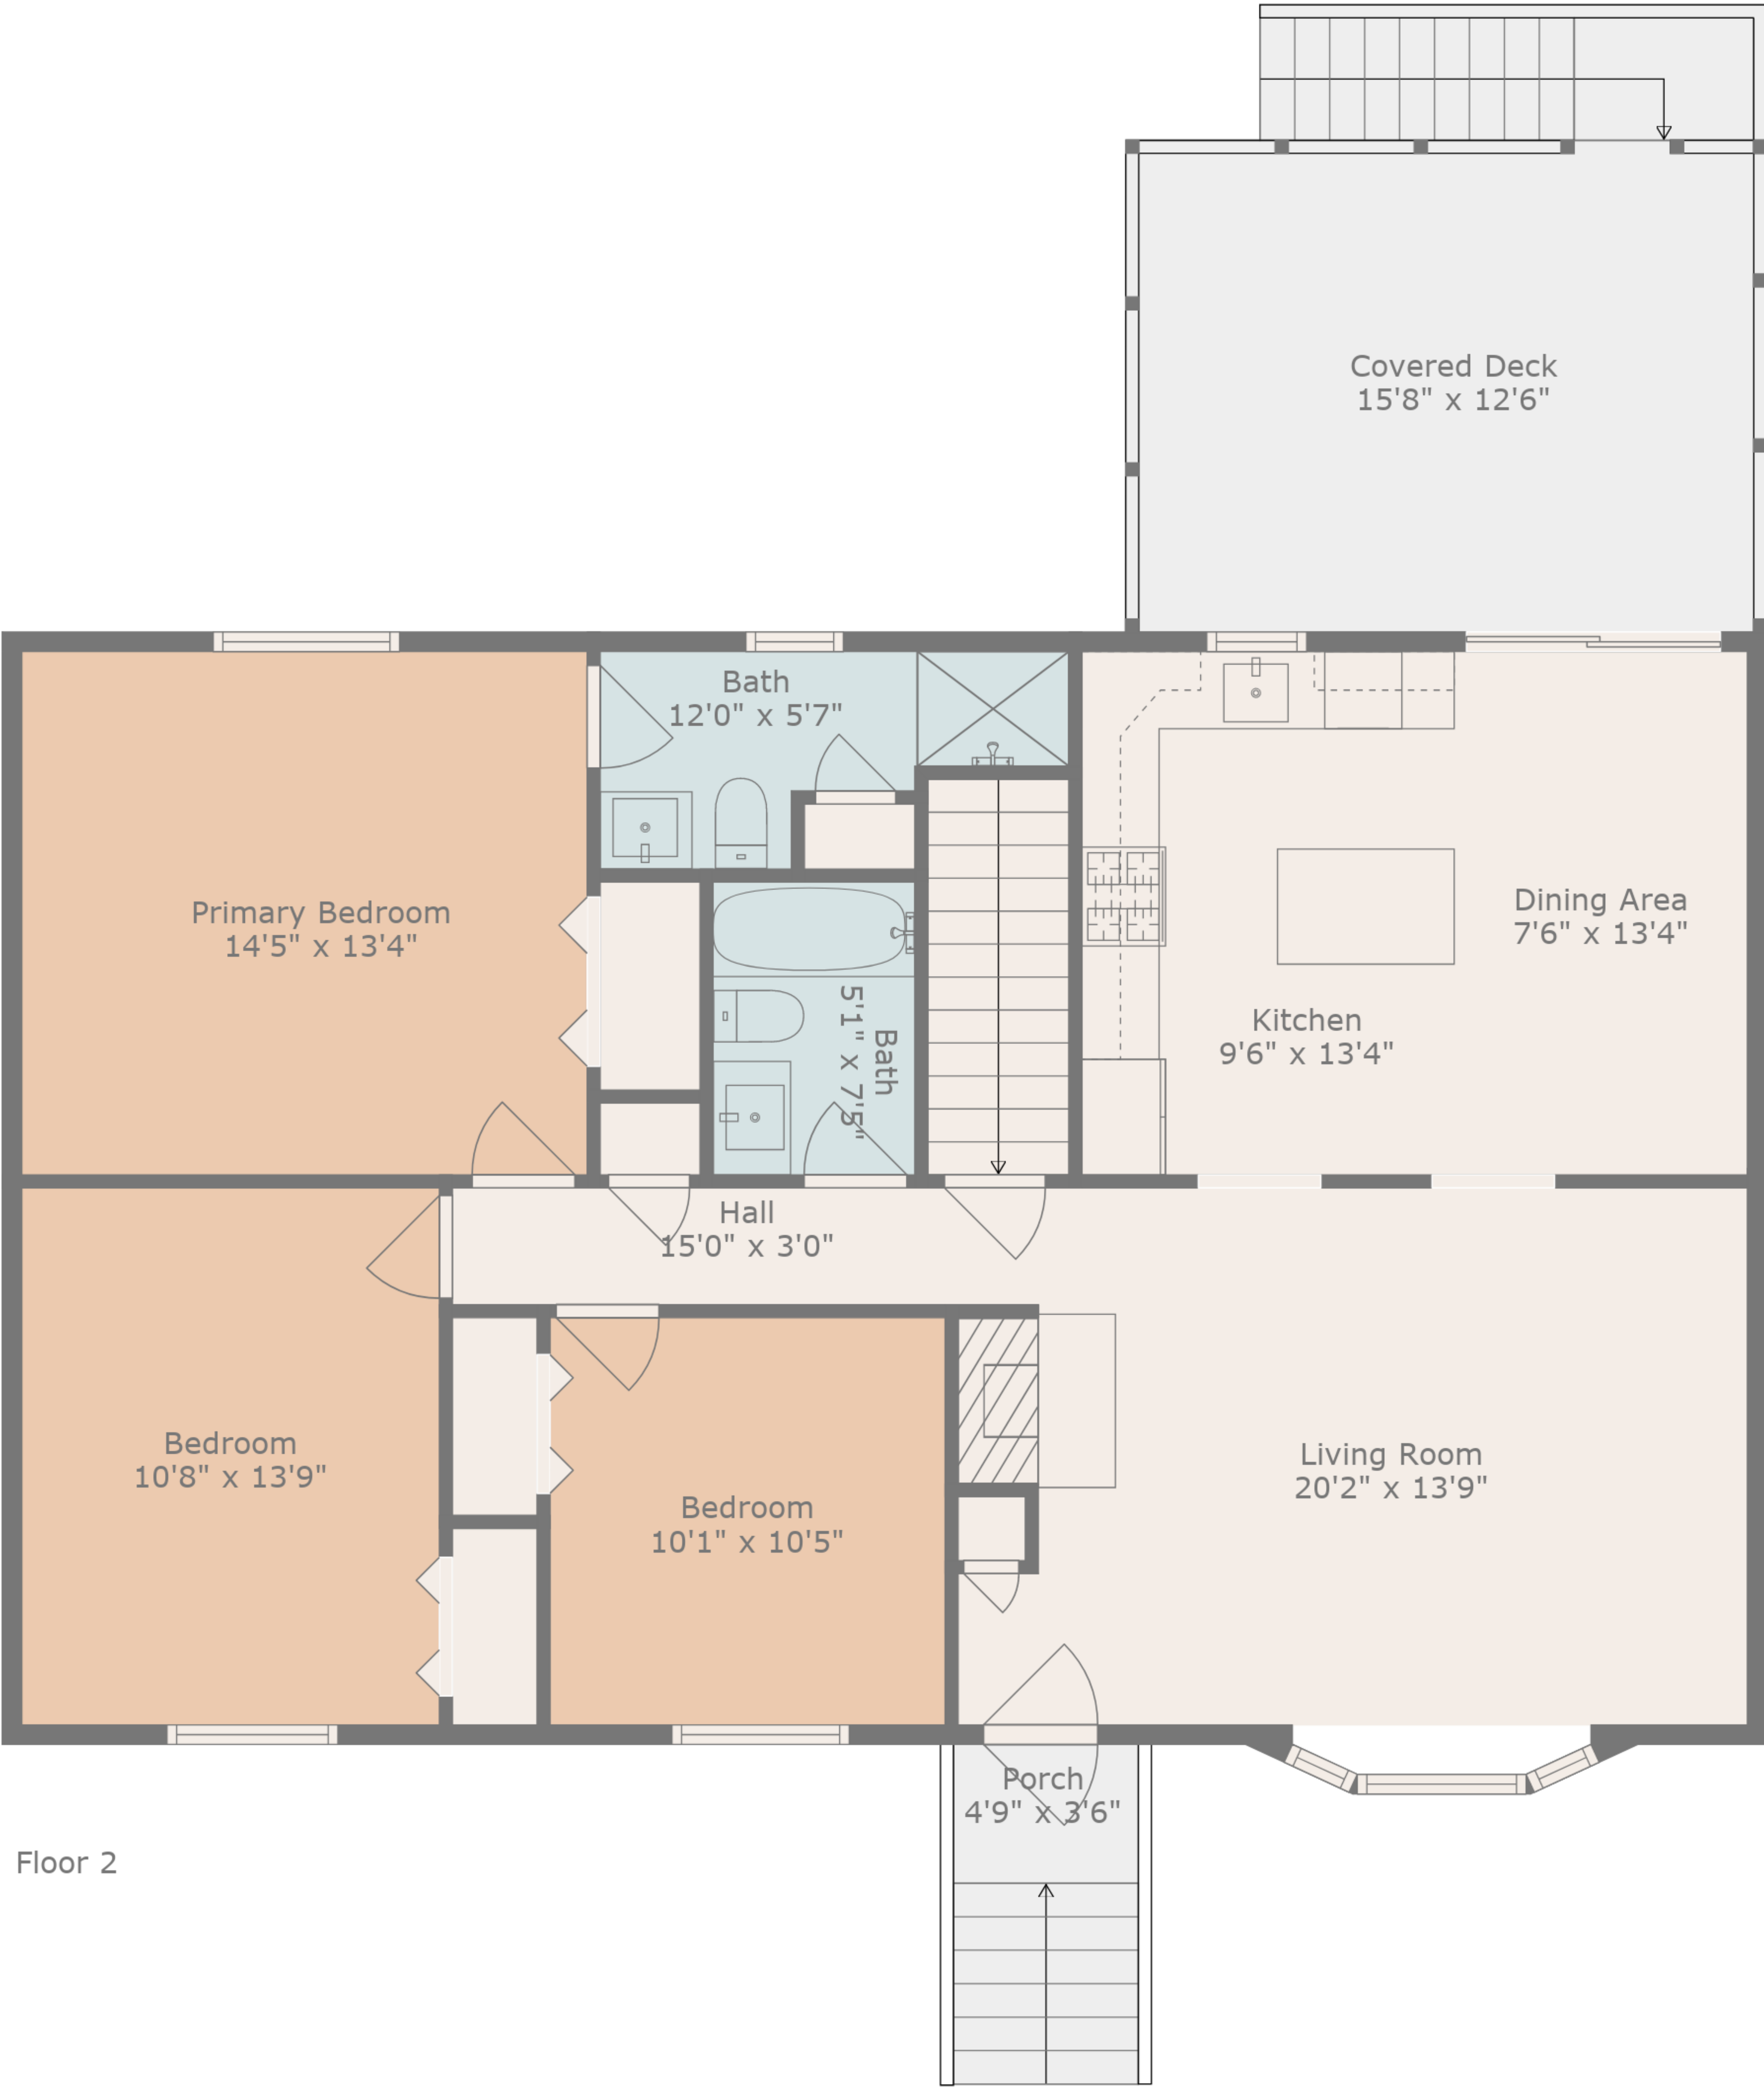 Covered Deck
15'8" x 12'6"
Bath
12'0" x 5'7"
Primary Bedroom
14'5" x 13'4"
Dining Area
7'6" x 13'4"
Kitchen
9'6" x 13'4"
Bath
5'1" x 7'5"
Hall
15'0" x 3'0"
Bedroom
10'8" x 13'9"
Living Room
20'2" x 13'9"
Bedroom
10'1" x 10'5"
Porch
4'9" x 3'6"
Floor 2